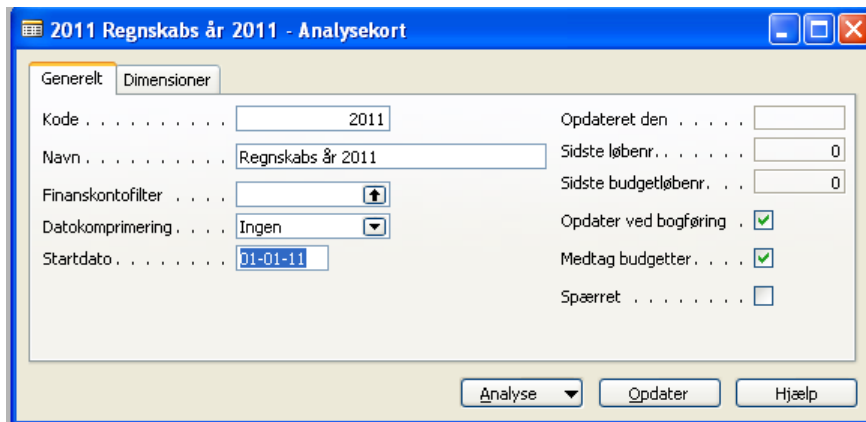 2011 Regnskabs år 2011 - Analysekort
Generelt Dimensioner
Kode . . . . . . . . . . 2011
Navn . . . . . . . . . . Regnskabs år 2011
Finanskontofilter . . . .
Datokomprimering . . . . Ingen
Startdato . . . . . . . . 01-01-11
Opdateret den . . . . .
Sidste løbenr. . . . . . . 0
Sidste budgetløbenr. . . 0
Opdater ved bogføring .
Medtag budgetter. . . . .
Spærret . . . . . . . . .
Analyse Opdater Hjælp